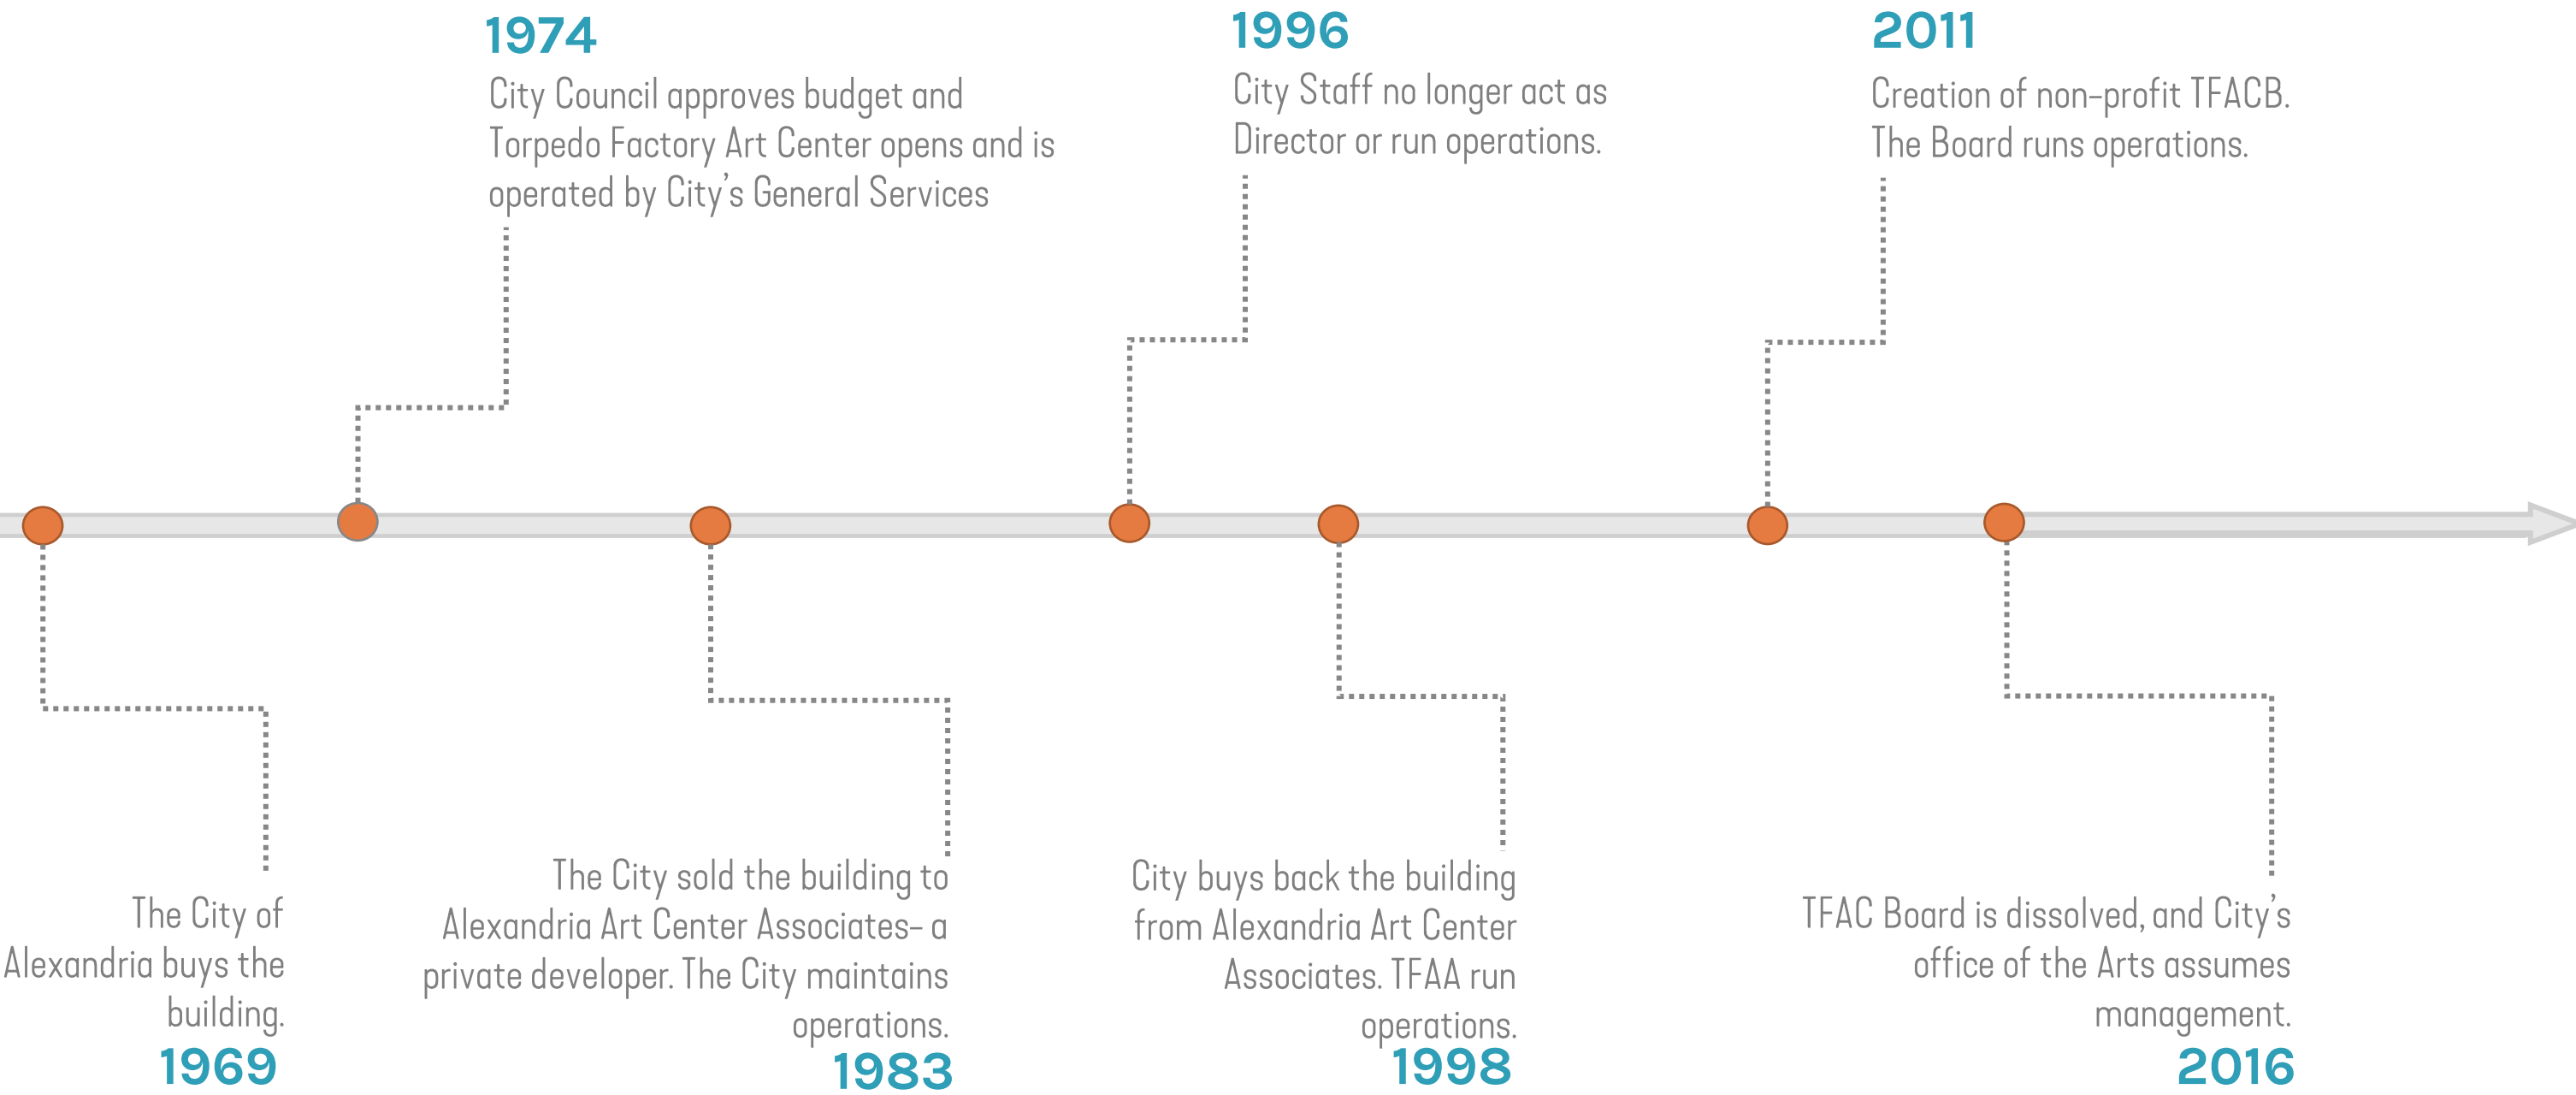 1974
City Council approves budget and
Torpedo Factory Art Center opens and is
operated by City's General Services
1996
City Staff no longer act as
Director or run operations.
2011
Creation of non-profit TFACB.
The Board runs operations.
The City of
Alexandria buys the
building.
1969
The City sold the building to
Alexandria Art Center Associates- a
private developer. The City maintains
operations.
1983
City buys back the building
from Alexandria Art Center
Associates. TFAA run
operations.
1998
TFAC Board is dissolved, and City's
office of the Arts assumes
management.
2016